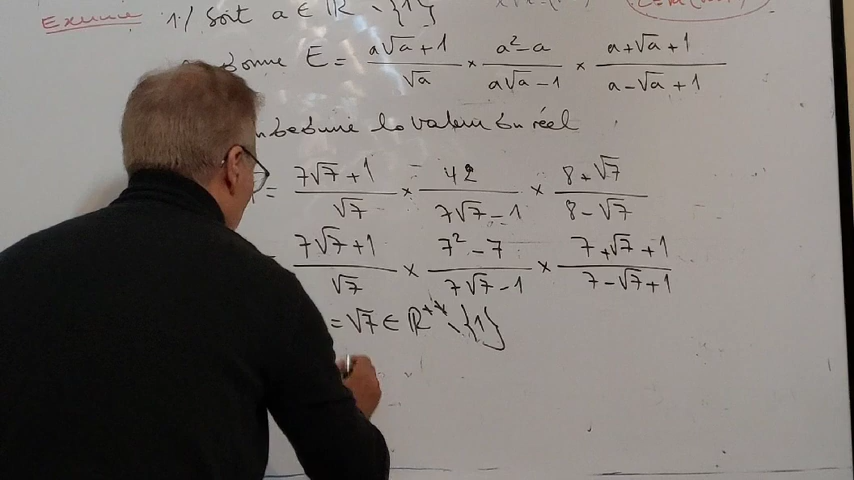 Exercice 1/ Soit a ∈ ℝ \ {1}
donne E = (a√a + 1)/√a × (a² - a)/(a√a - 1) × (a + √a + 1)/(a - √a + 1)
la valeur du réel
= (7√7 + 1)/√7 × 42/(7√7 - 1) × (8 + √7)/(8 - √7)
= (7√7 + 1)/√7 × (7² - 7)/(7√7 - 1) × (7 + √7 + 1)/(7 - √7 + 1)
= √7 ∈ ℝ*⁺ \ {1}